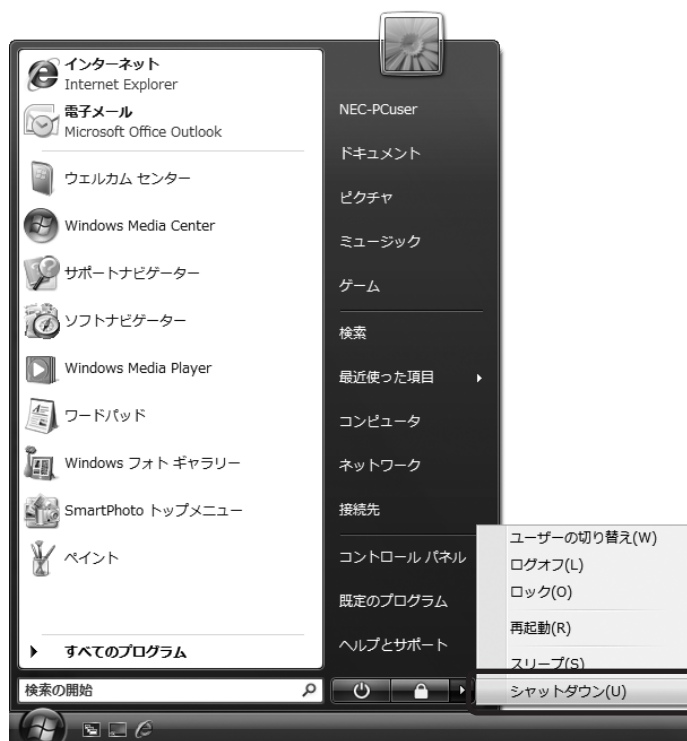 インターネット
Internet Explorer
電子メール
Microsoft Office Outlook
ウェルカム センター
Windows Media Center
サポートナビゲーター
ソフトナビゲーター
Windows Media Player
ワードパッド
Windows フォト ギャラリー
SmartPhoto トップメニュー
ペイント
すべてのプログラム
検索の開始
NEC-PCuser
ドキュメント
ピクチャ
ミュージック
ゲーム
検索
最近使った項目
コンピュータ
ネットワーク
接続先
コントロール パネル
既定のプログラム
ヘルプとサポート
ユーザーの切り替え(W)
ログオフ(L)
ロック(O)
再起動(R)
スリープ(S)
シャットダウン(U)